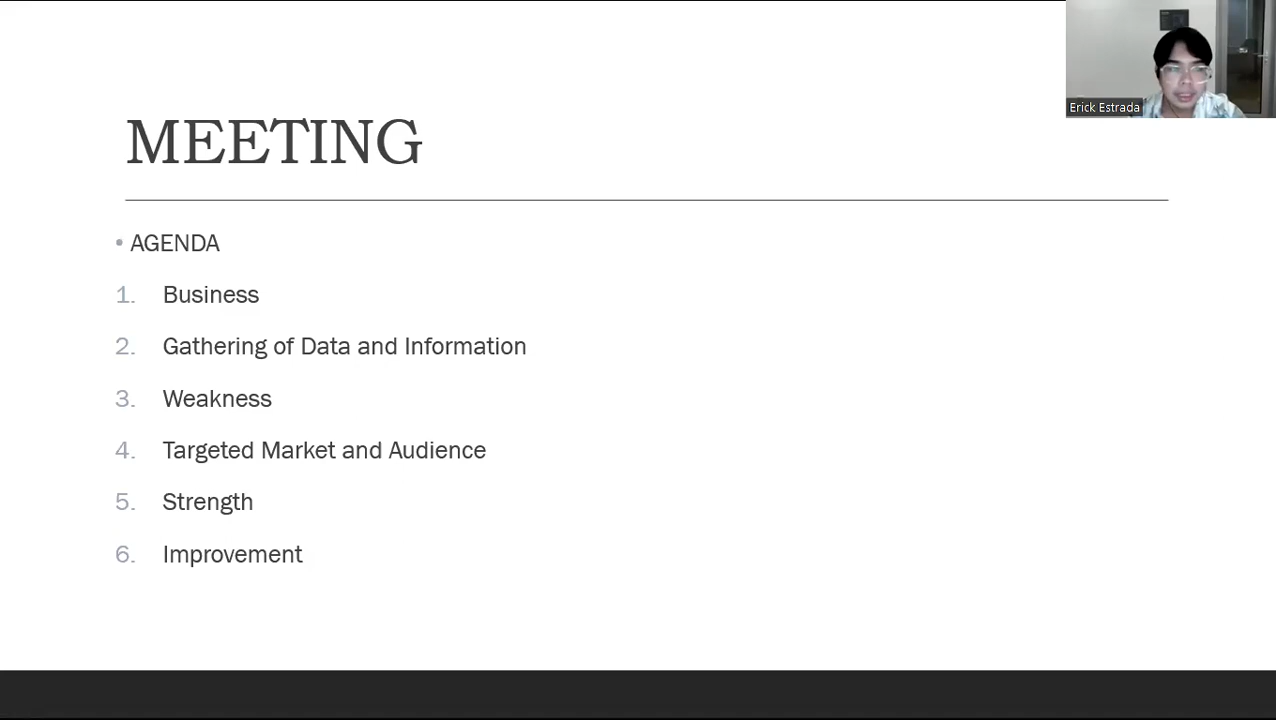 MEETING
Erick Estrada
• AGENDA
1. Business
2. Gathering of Data and Information
3. Weakness
4. Targeted Market and Audience
5. Strength
6. Improvement